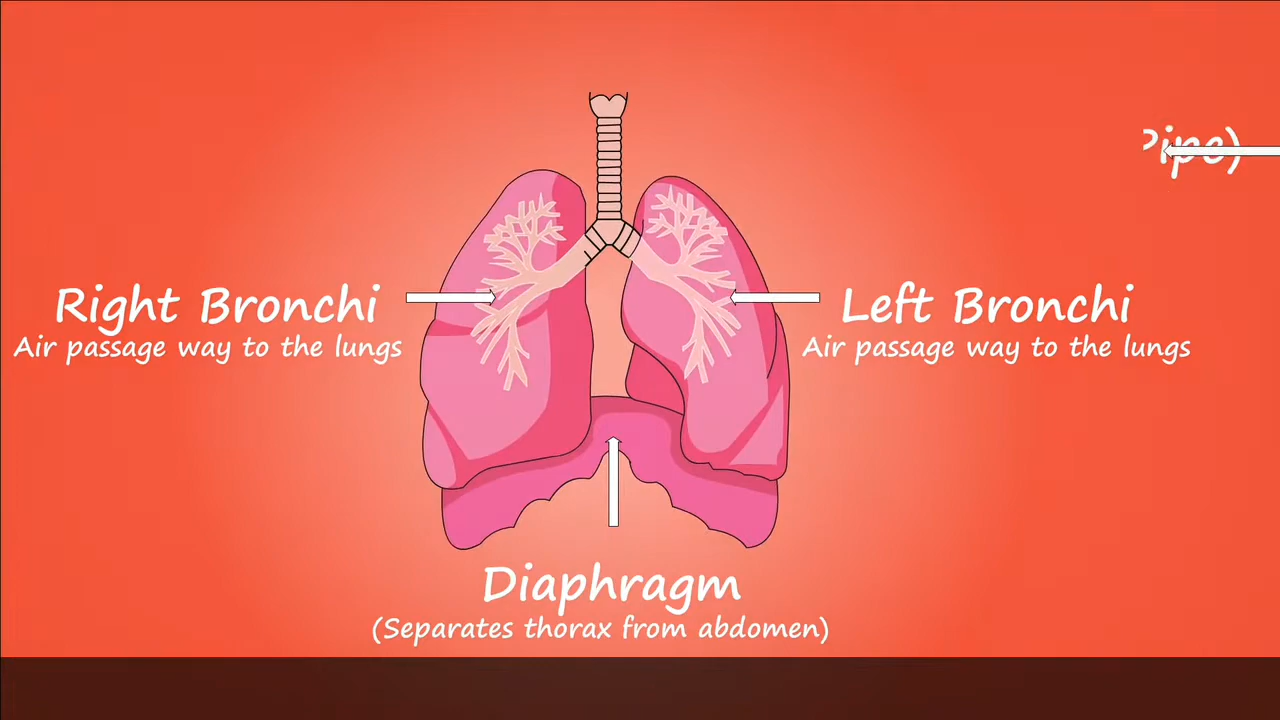 Right Bronchi
Air passage way to the lungs
Left Bronchi
Air passage way to the lungs
Diaphragm
(Separates thorax from abdomen)